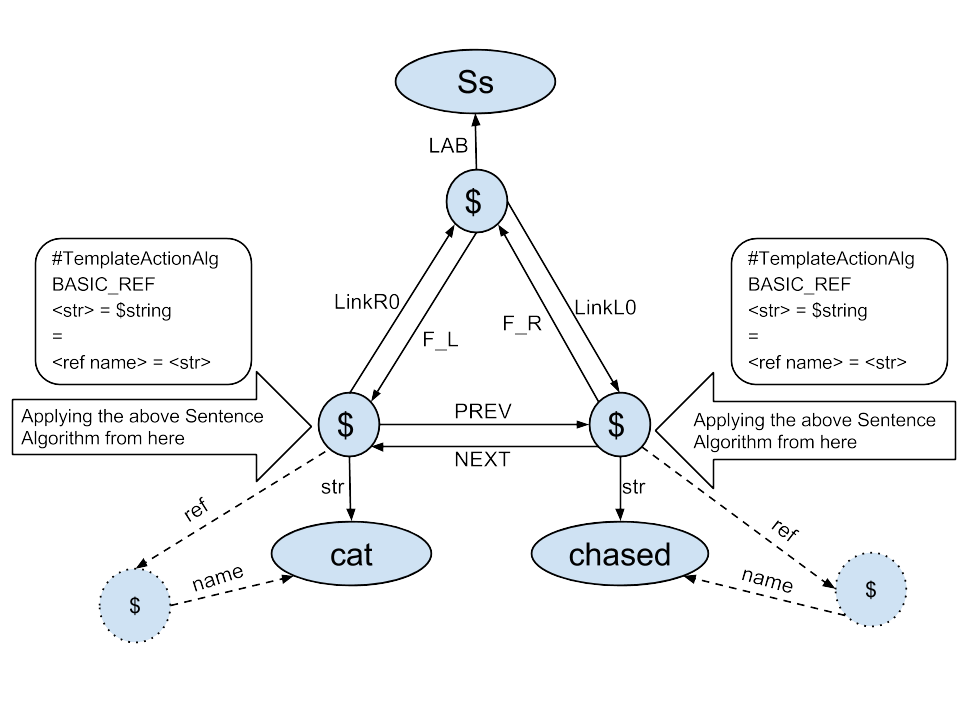 Ss
LAB
$
#TemplateActionAlg
BASIC_REF
<str> = $string
=
<ref name> = <str>
#TemplateActionAlg
BASIC_REF
<str> = $string
=
<ref name> = <str>
LinkR0
F_L
F_R
LinkL0
Applying the above Sentence
Algorithm from here
$
PREV
NEXT
$
Applying the above Sentence
Algorithm from here
str
str
ref
ref
cat
chased
name
name
$
$